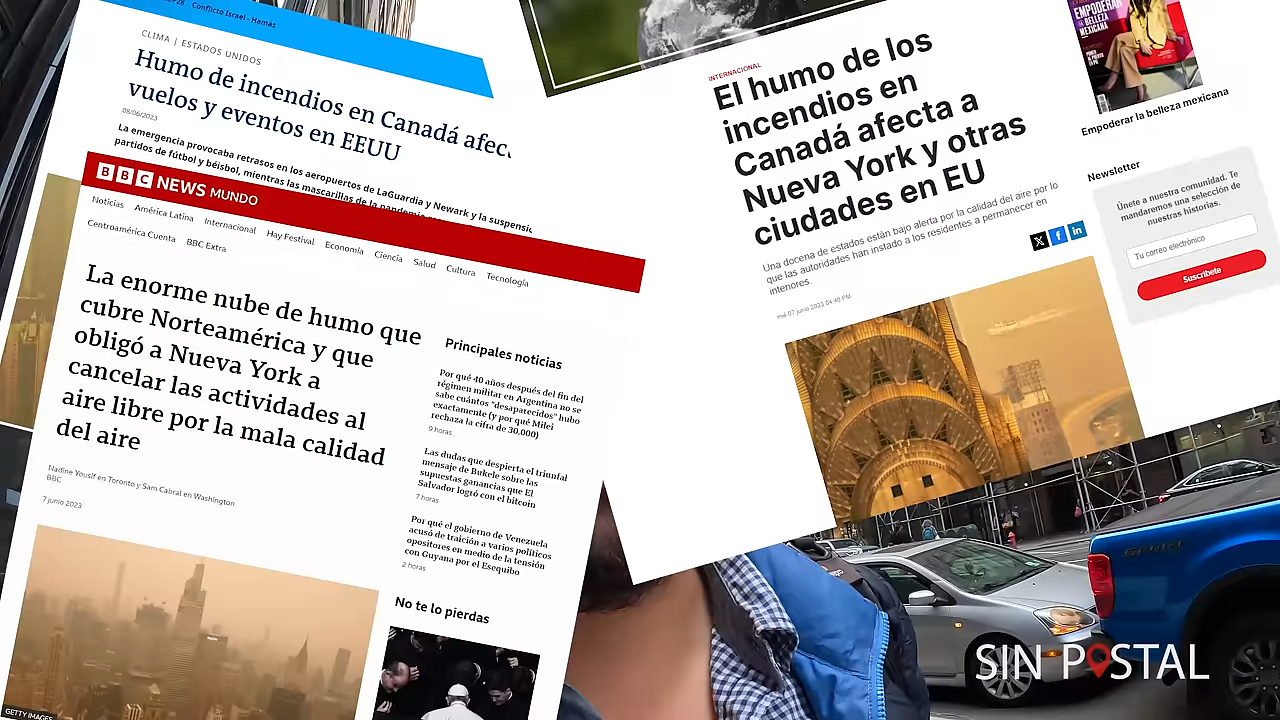 Conflicto Israel - Hamás
CLIMA | ESTADOS UNIDOS
Humo de incendios en Canadá afec
vuelos y eventos en EEUU
08/06/2023
La emergencia provocaba retrasos en los aeropuertos de LaGuardia y Newark y la
partidos de fútbol y béisbol, mientras las mascarillas de la
BBC NEWS MUNDO
Noticias América Latina Internacional Hay Festival Economía Ciencia Salud Cultura Tecnología
Centroamérica Cuenta BBC Extra
La enorme nube de humo que
cubre Norteamérica y que
obligó a Nueva York a
cancelar las actividades al
aire libre por la mala calidad
del aire
Nadine Yousif en Toronto y Sam Cabral en Washington
BBC
7 junio 2023
GETTY IMAGES
Principales noticias
Por qué 40 años después del fin del
régimen militar en Argentina no se
sabe cuántos "desaparecidos" hubo
exactamente (y por qué Milei
rechaza la cifra de 30.000)
9 horas
Las dudas que despierta el triunfal
mensaje de Bukele sobre las
supuestas ganancias que El
Salvador logró con el bitcoin
7 horas
Por qué el gobierno de Venezuela
acusó de traición a varios políticos
opositores en medio de la tensión
con Guyana por el Esequibo
2 horas
No te lo pierdas
INTERNACIONAL
El humo de los
incendios en
Canadá afecta a
Nueva York y otras
ciudades en EU
Una docena de estados están bajo alerta por la calidad del aire por lo
que las autoridades han instado a los residentes a permanecer en
interiores.
mié 07 junio 2023 04:40 PM
EMPODERAR
LA BELLEZA
MEXICANA
Empoderar la belleza mexicana
Newsletter
Únete a nuestra comunidad. Te
mandaremos una selección de
nuestras historias.
Tu correo electrónico
Suscríbete
SIN POSTAL